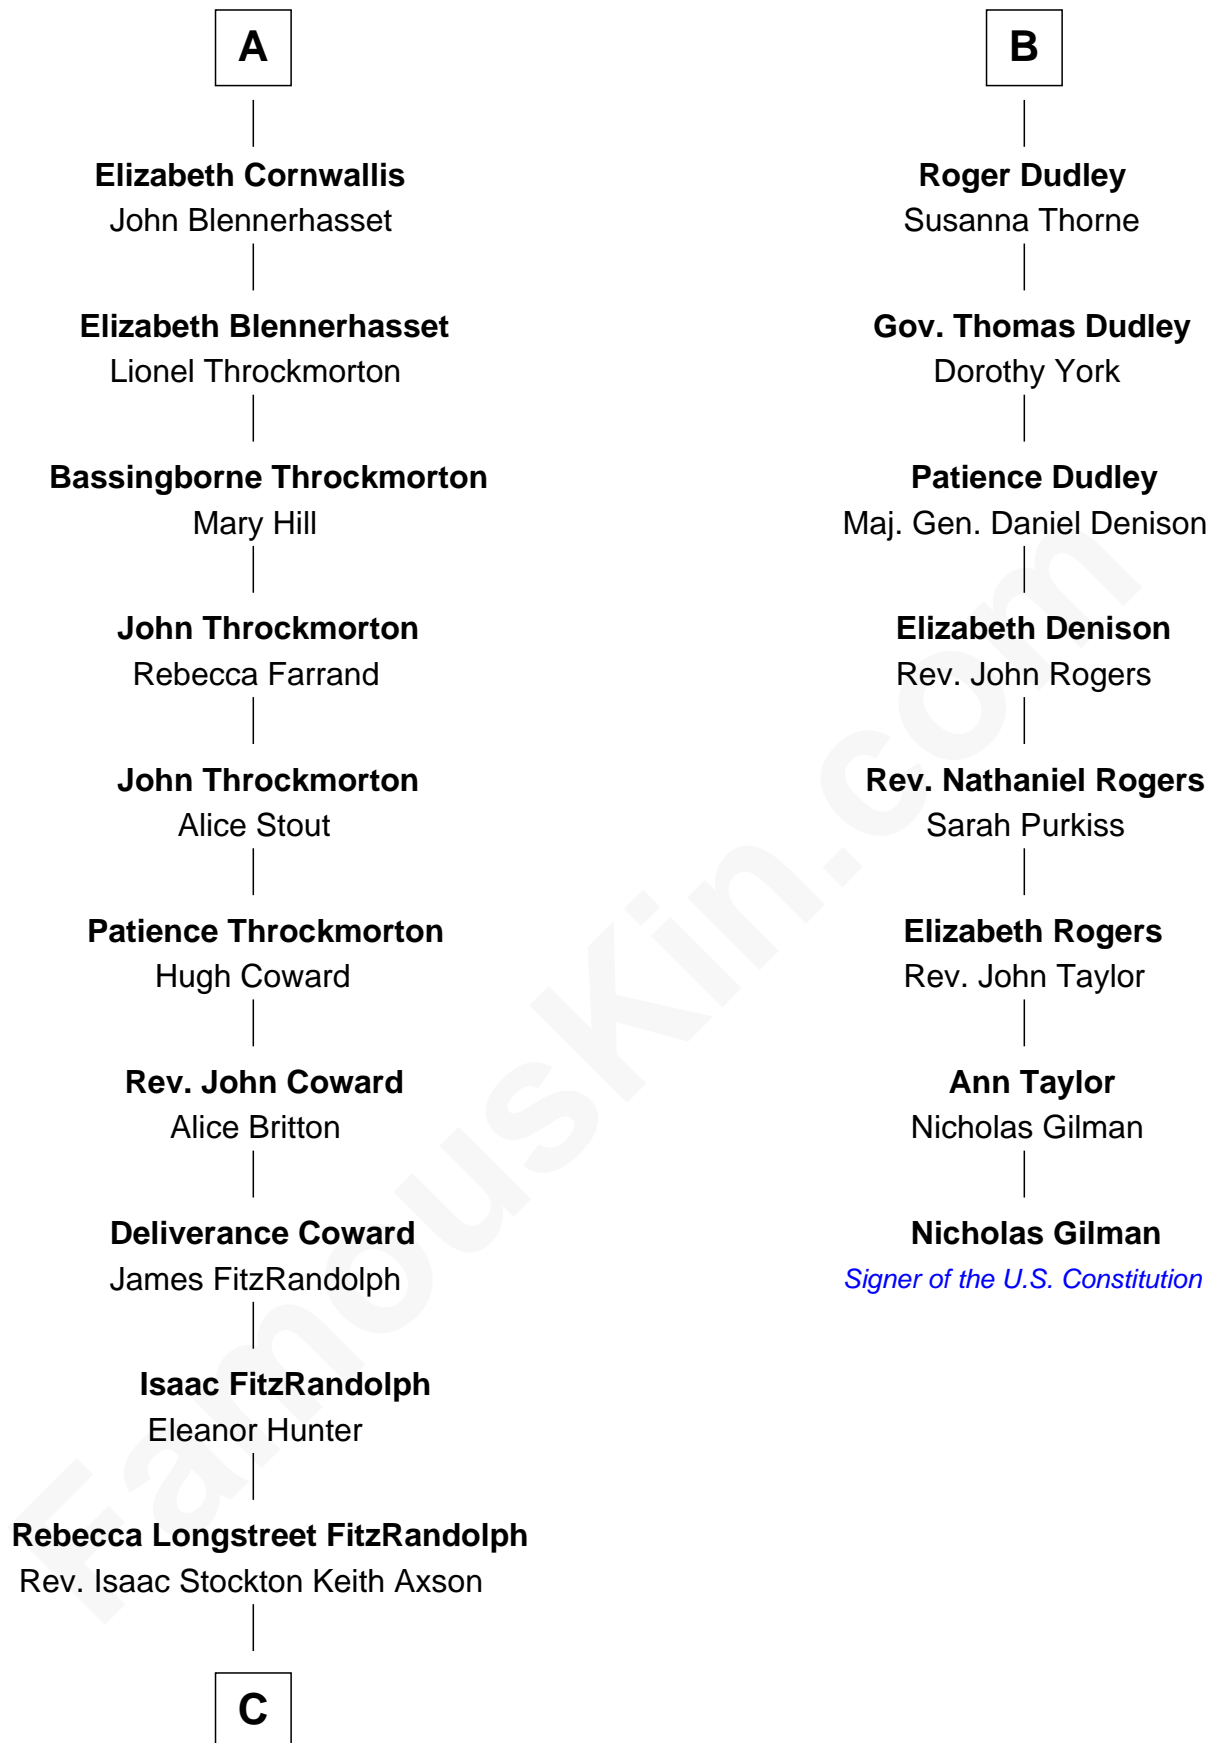 A
Elizabeth Cornwallis
John Blennerhasset
Elizabeth Blennerhasset
Lionel Throckmorton
Bassingborne Throckmorton
Mary Hill
John Throckmorton
Rebecca Farrand
John Throckmorton
Alice Stout
Patience Throckmorton
Hugh Coward
Rev. John Coward
Alice Britton
Deliverance Coward
James FitzRandolph
Isaac FitzRandolph
Eleanor Hunter
Rebecca Longstreet FitzRandolph
Rev. Isaac Stockton Keith Axson
C
B
Roger Dudley
Susanna Thorne
Gov. Thomas Dudley
Dorothy York
Patience Dudley
Maj. Gen. Daniel Denison
Elizabeth Denison
Rev. John Rogers
Rev. Nathaniel Rogers
Sarah Purkiss
Elizabeth Rogers
Rev. John Taylor
Ann Taylor
Nicholas Gilman
Nicholas Gilman
Signer of the U.S. Constitution
FamousKin.com